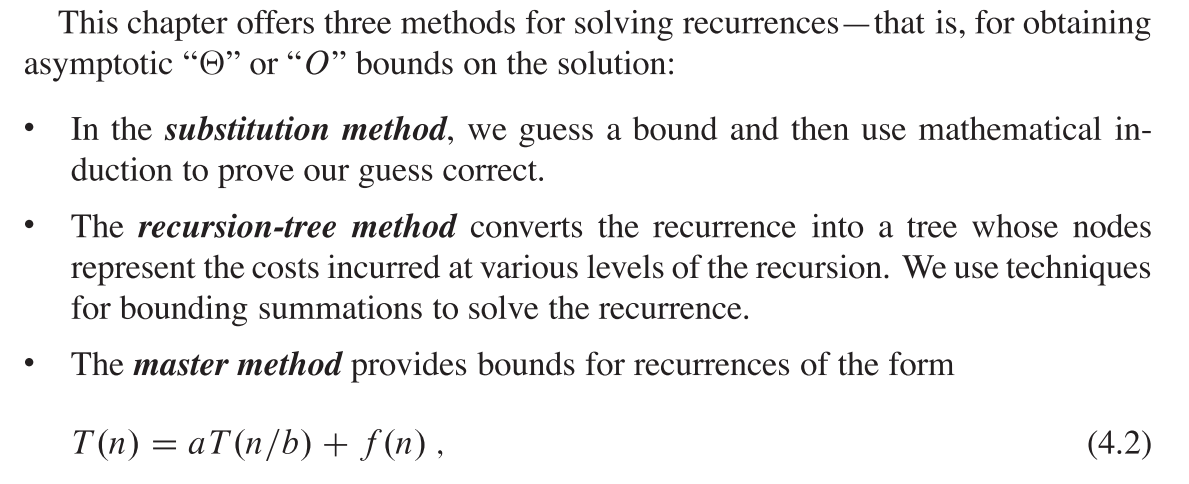 This chapter offers three methods for solving recurrences—that is, for obtaining
asymptotic “Θ” or “O” bounds on the solution:
• In the substitution method, we guess a bound and then use mathematical in-
duction to prove our guess correct.
• The recursion-tree method converts the recurrence into a tree whose nodes
represent the costs incurred at various levels of the recursion. We use techniques
for bounding summations to solve the recurrence.
• The master method provides bounds for recurrences of the form
T(n) = aT(n/b) + f(n) , (4.2)